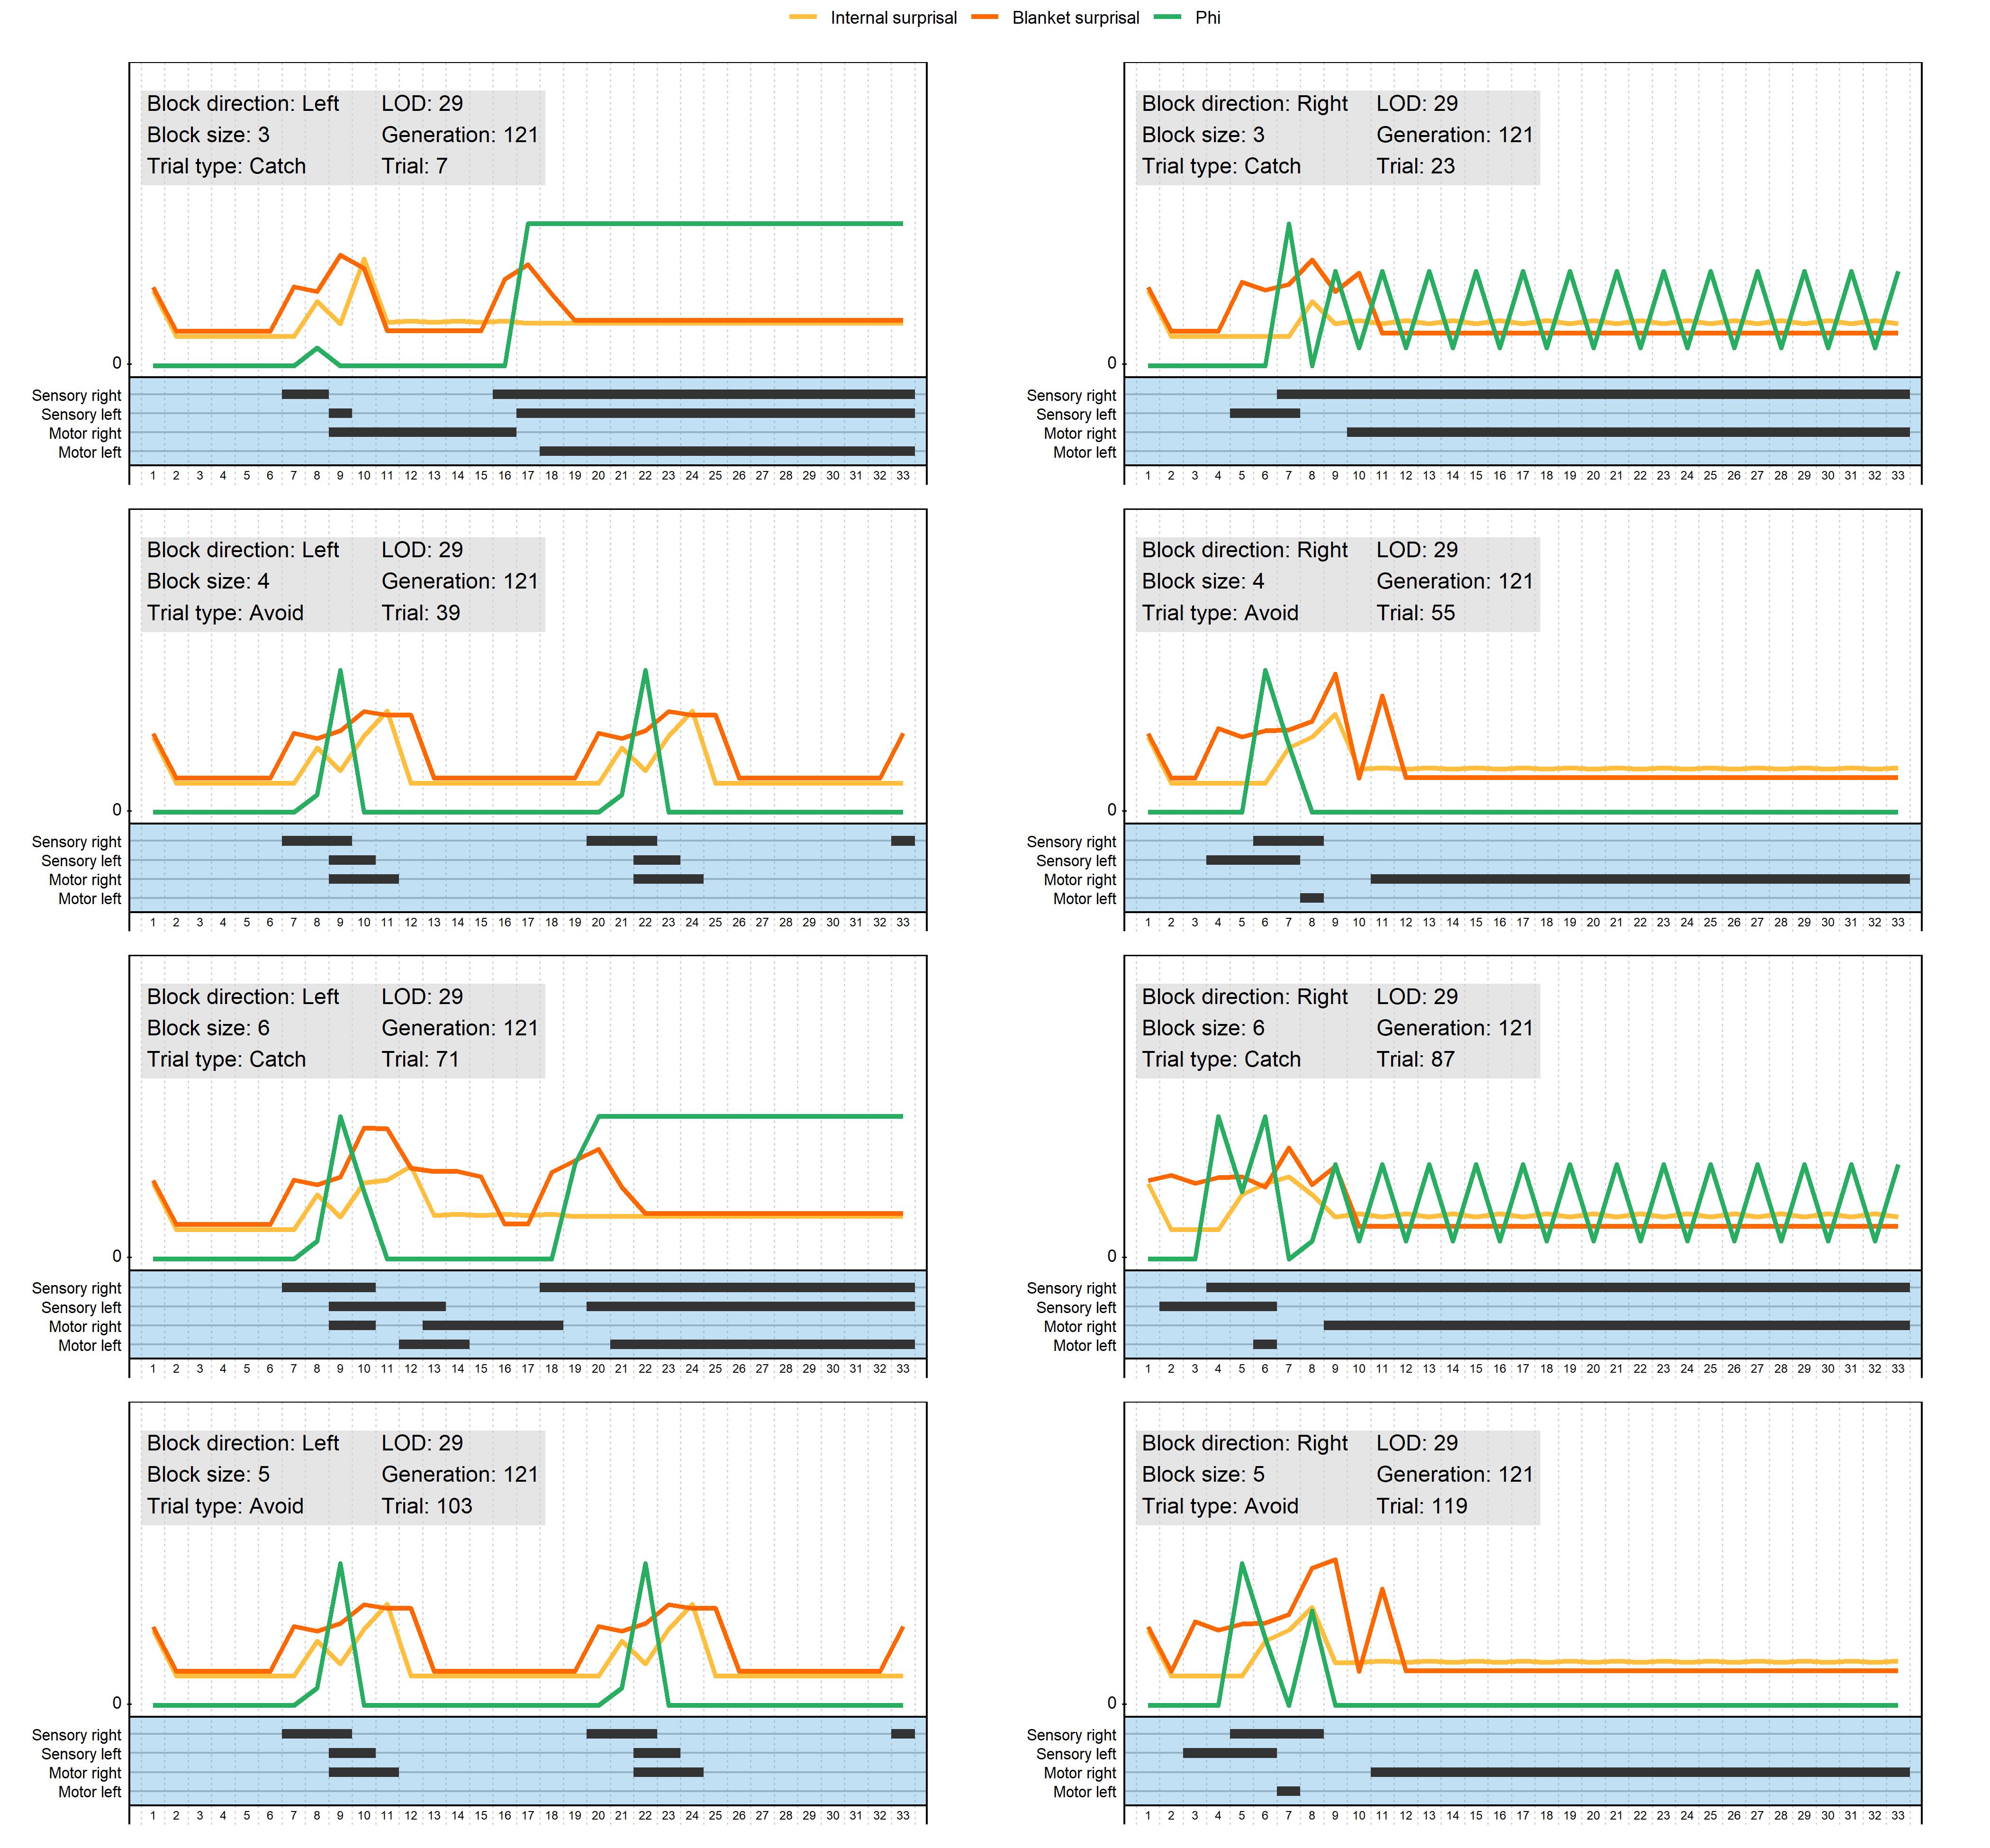 Internal surprisal Blanket surprisal Phi
Block direction: Left LOD: 29
Block size: 3 Generation: 121
Trial type: Catch Trial: 7
0
Sensory right
Sensory left
Motor right
Motor left
1 2 3 4 5 6 7 8 9 10 11 12 13 14 15 16 17 18 19 20 21 22 23 24 25 26 27 28 29 30 31 32 33
Block direction: Right LOD: 29
Block size: 3 Generation: 121
Trial type: Catch Trial: 23
0
Sensory right
Sensory left
Motor right
Motor left
1 2 3 4 5 6 7 8 9 10 11 12 13 14 15 16 17 18 19 20 21 22 23 24 25 26 27 28 29 30 31 32 33
Block direction: Left LOD: 29
Block size: 4 Generation: 121
Trial type: Avoid Trial: 39
0
Sensory right
Sensory left
Motor right
Motor left
1 2 3 4 5 6 7 8 9 10 11 12 13 14 15 16 17 18 19 20 21 22 23 24 25 26 27 28 29 30 31 32 33
Block direction: Right LOD: 29
Block size: 4 Generation: 121
Trial type: Avoid Trial: 55
0
Sensory right
Sensory left
Motor right
Motor left
1 2 3 4 5 6 7 8 9 10 11 12 13 14 15 16 17 18 19 20 21 22 23 24 25 26 27 28 29 30 31 32 33
Block direction: Left LOD: 29
Block size: 6 Generation: 121
Trial type: Catch Trial: 71
0
Sensory right
Sensory left
Motor right
Motor left
1 2 3 4 5 6 7 8 9 10 11 12 13 14 15 16 17 18 19 20 21 22 23 24 25 26 27 28 29 30 31 32 33
Block direction: Right LOD: 29
Block size: 6 Generation: 121
Trial type: Catch Trial: 87
0
Sensory right
Sensory left
Motor right
Motor left
1 2 3 4 5 6 7 8 9 10 11 12 13 14 15 16 17 18 19 20 21 22 23 24 25 26 27 28 29 30 31 32 33
Block direction: Left LOD: 29
Block size: 5 Generation: 121
Trial type: Avoid Trial: 103
0
Sensory right
Sensory left
Motor right
Motor left
1 2 3 4 5 6 7 8 9 10 11 12 13 14 15 16 17 18 19 20 21 22 23 24 25 26 27 28 29 30 31 32 33
Block direction: Right LOD: 29
Block size: 5 Generation: 121
Trial type: Avoid Trial: 119
0
Sensory right
Sensory left
Motor right
Motor left
1 2 3 4 5 6 7 8 9 10 11 12 13 14 15 16 17 18 19 20 21 22 23 24 25 26 27 28 29 30 31 32 33